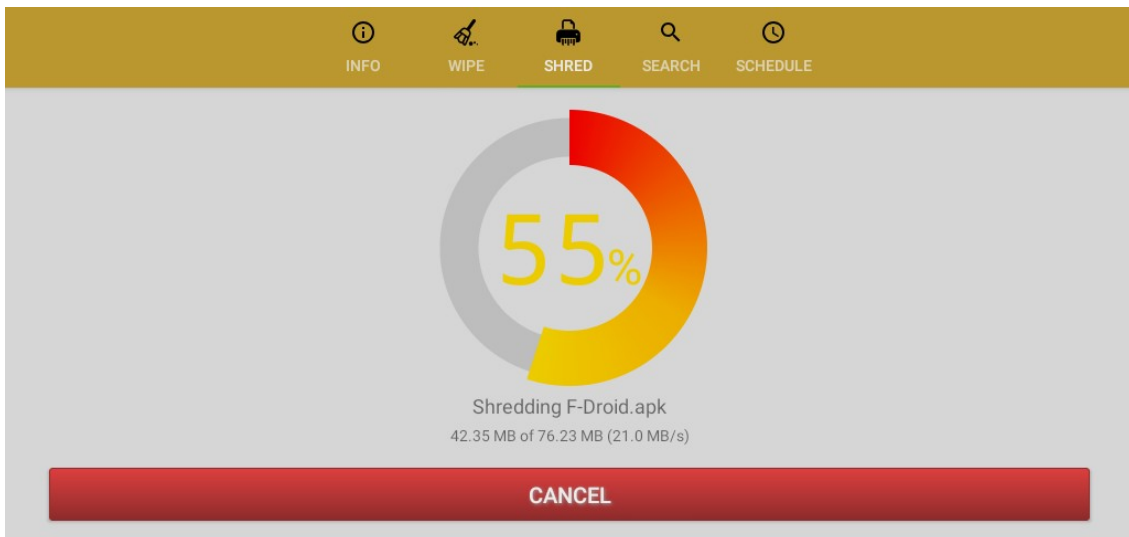 INFO WIPE SHRED SEARCH SCHEDULE
55%
Shredding F-Droid.apk
42.35 MB of 76.23 MB (21.0 MB/s)
CANCEL